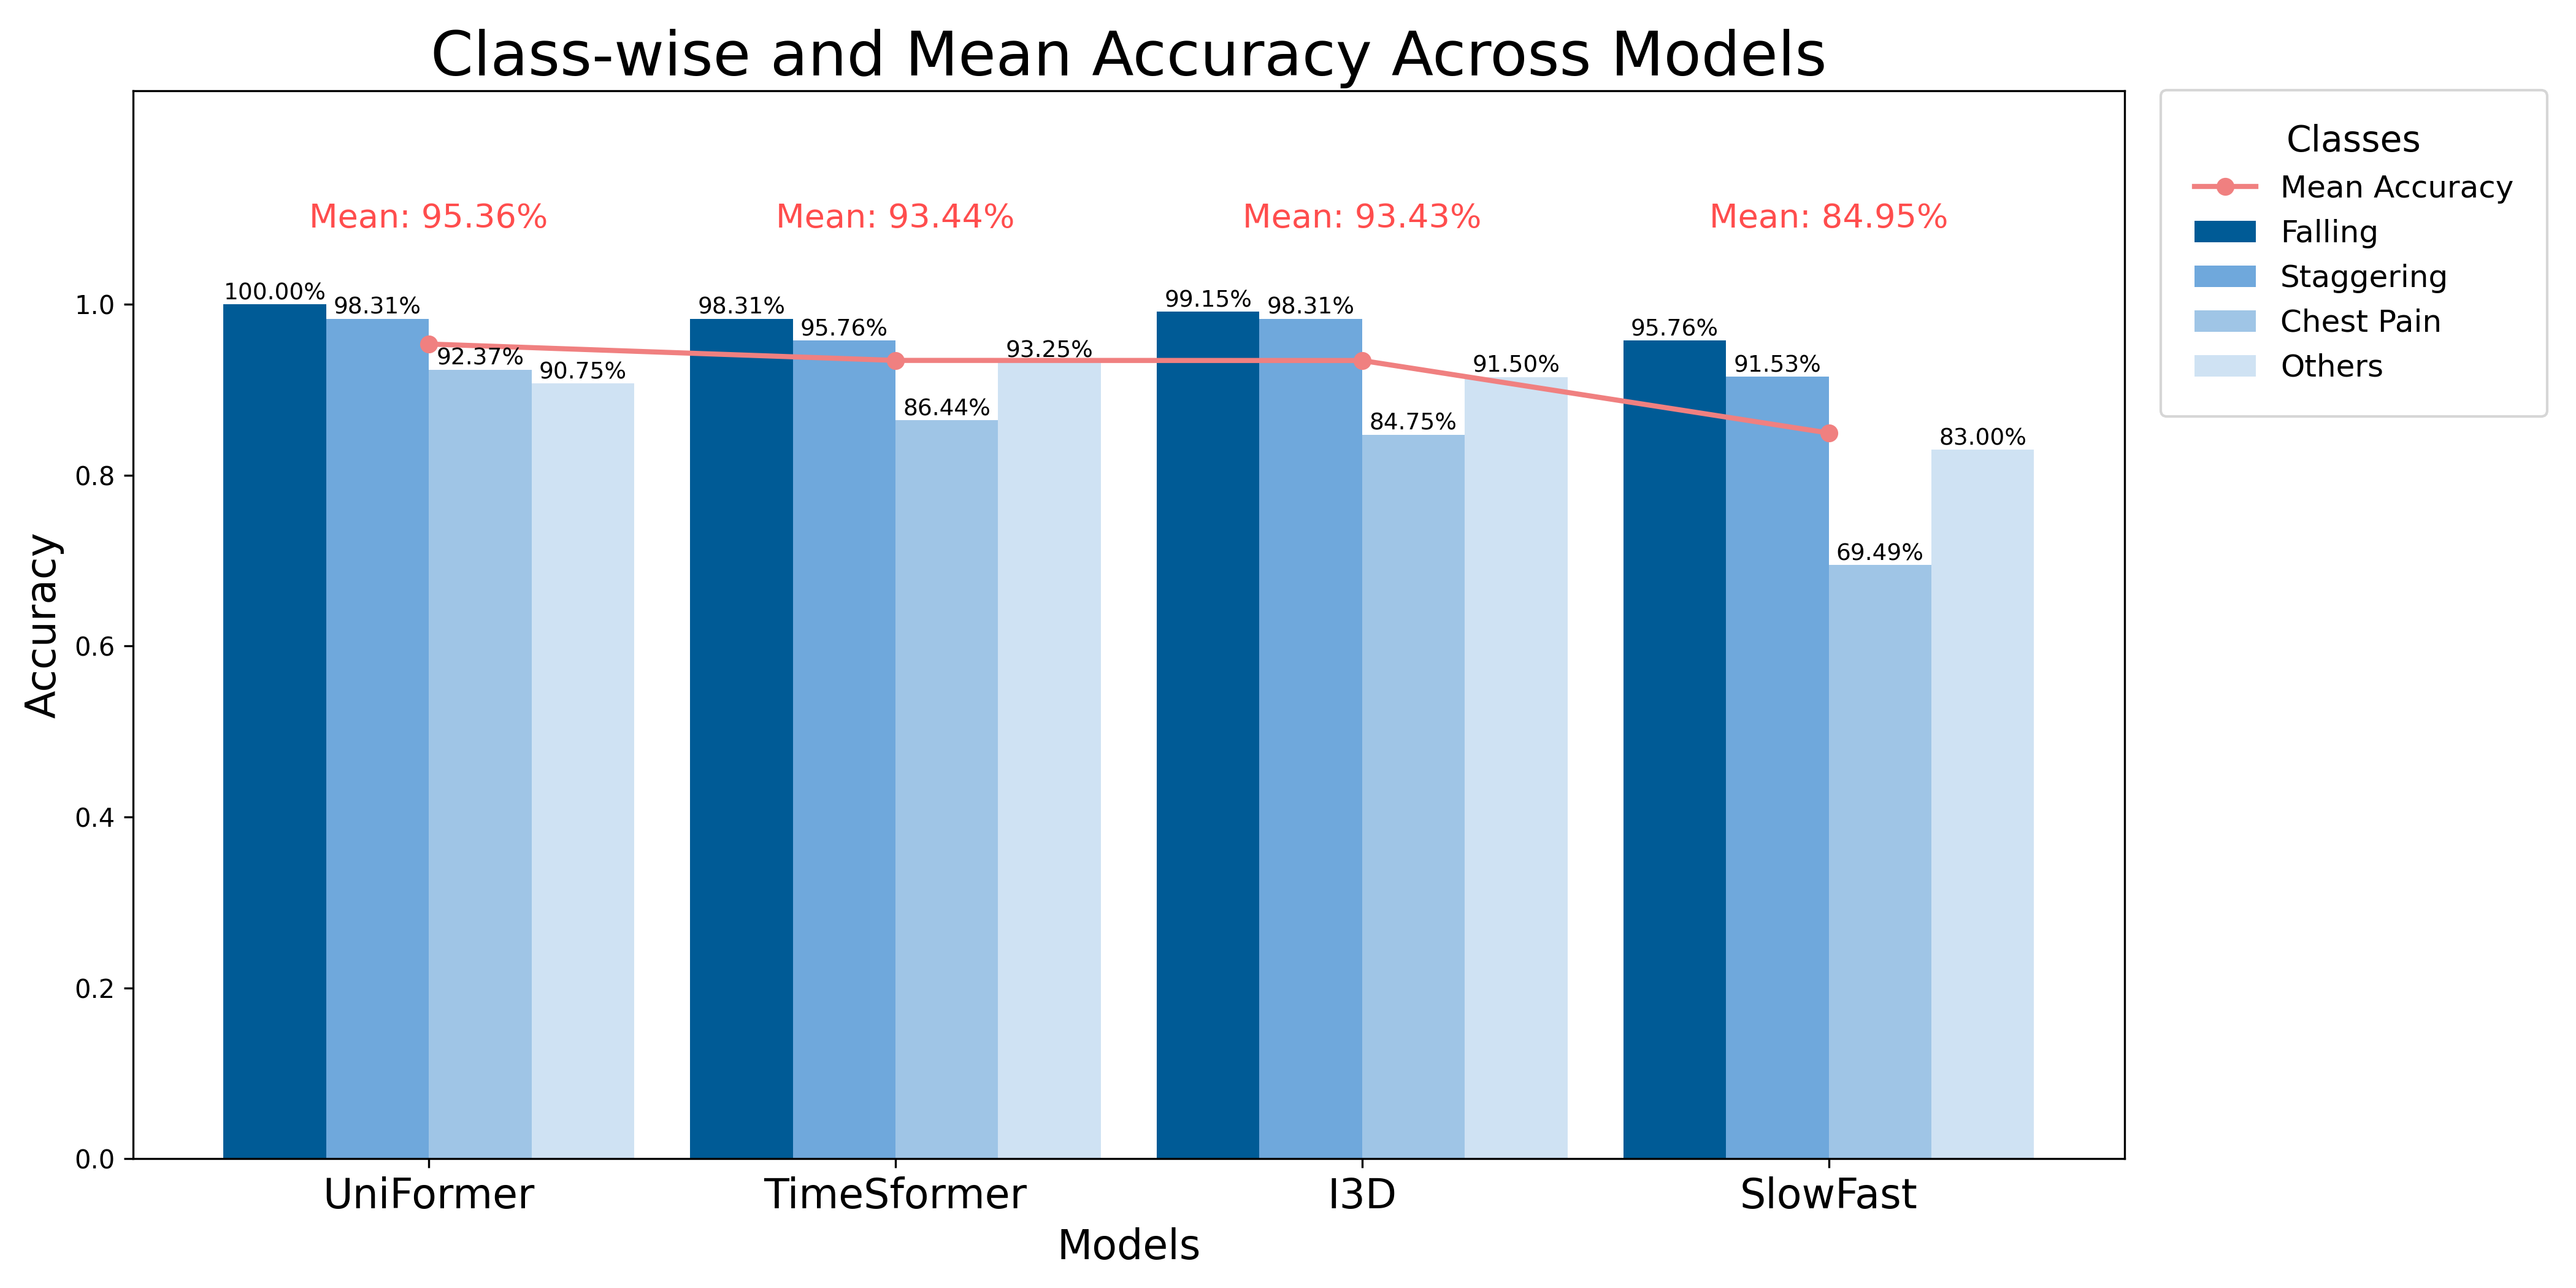 Class-wise and Mean Accuracy Across Models
Classes
Mean Accuracy
Falling
Staggering
Chest Pain
Others
Mean: 95.36%
Mean: 93.44%
Mean: 93.43%
Mean: 84.95%
100.00%
98.31%
92.37%
90.75%
98.31%
95.76%
86.44%
93.25%
99.15%
98.31%
84.75%
91.50%
95.76%
91.53%
69.49%
83.00%
Accuracy
1.0
0.8
0.6
0.4
0.2
0.0
UniFormer
TimeSformer
I3D
SlowFast
Models